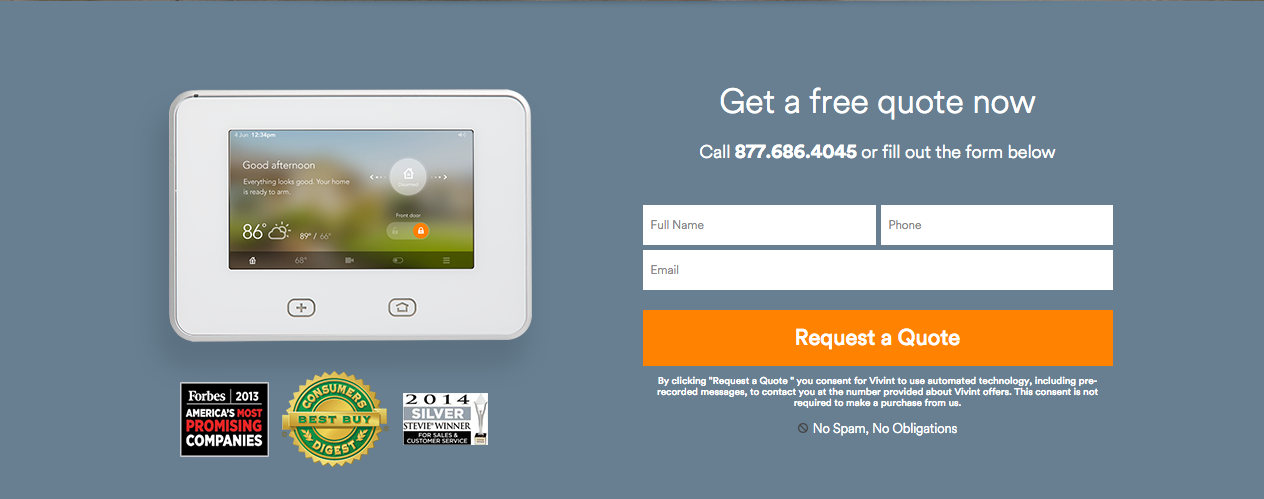 Get a free quote now
Call 877.686.4045 or fill out the form below
Full Name
Phone
Email
Request a Quote
By clicking "Request a Quote " you consent for Vivint to use automated technology, including pre-
recorded messages, to contact you at the number provided about Vivint offers. This consent is not
required to make a purchase from us.
No Spam, No Obligations
4 Jun 12:34pm
Good afternoon
Everything looks good. Your home
is ready to arm.
Disarmed
Front door
86° 89° / 66°
68°
Forbes 2013
AMERICA'S MOST
PROMISING
COMPANIES
CONSUMERS
BEST BUY
DIGEST
2014
SILVER
STEVIE WINNER
FOR SALES &
CUSTOMER SERVICE